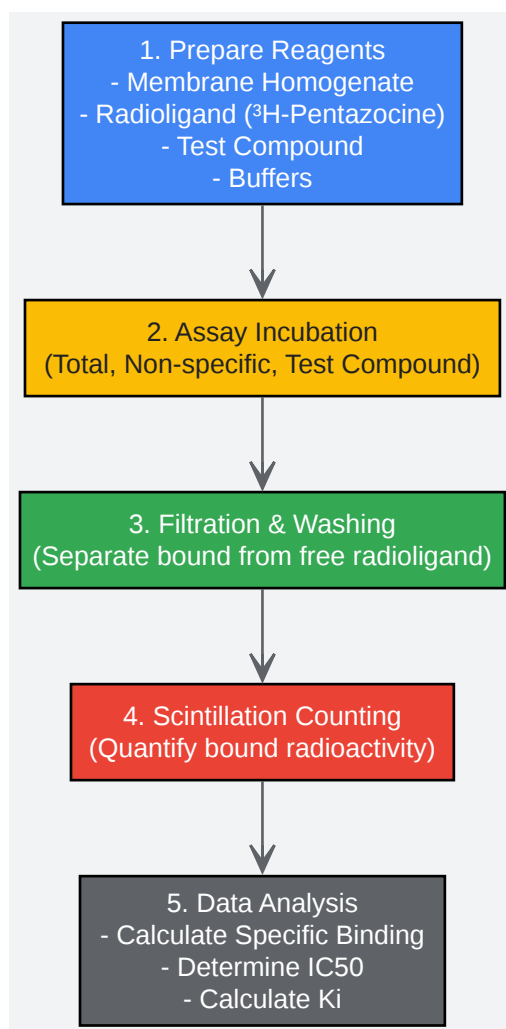 1. Prepare Reagents
- Membrane Homogenate
- Radioligand (³H-Pentazocine)
- Test Compound
- Buffers
2. Assay Incubation
(Total, Non-specific, Test Compound)
3. Filtration & Washing
(Separate bound from free radioligand)
4. Scintillation Counting
(Quantify bound radioactivity)
5. Data Analysis
- Calculate Specific Binding
- Determine IC50
- Calculate Ki